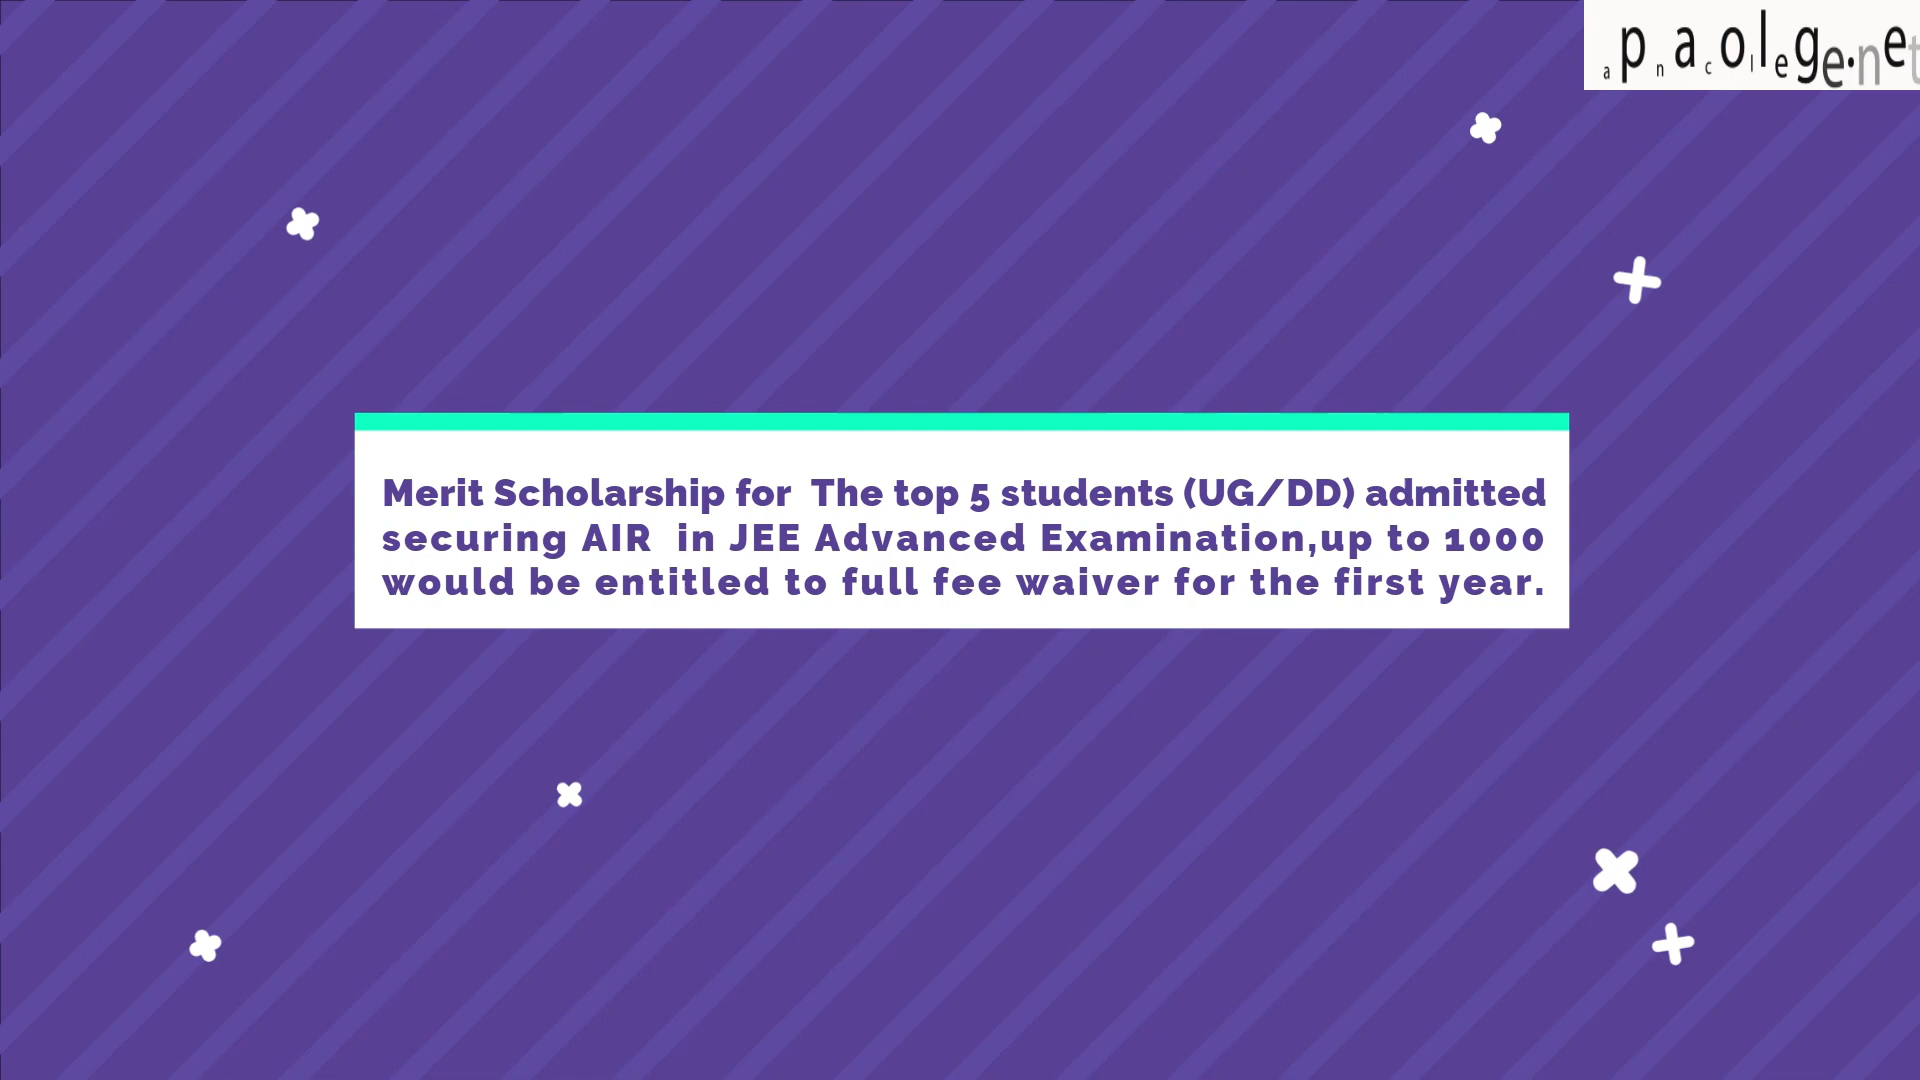 apnacollege.net
Merit Scholarship for The top 5 students (UG/DD) admitted
securing AIR in JEE Advanced Examination,up to 1000
would be entitled to full fee waiver for the first year.